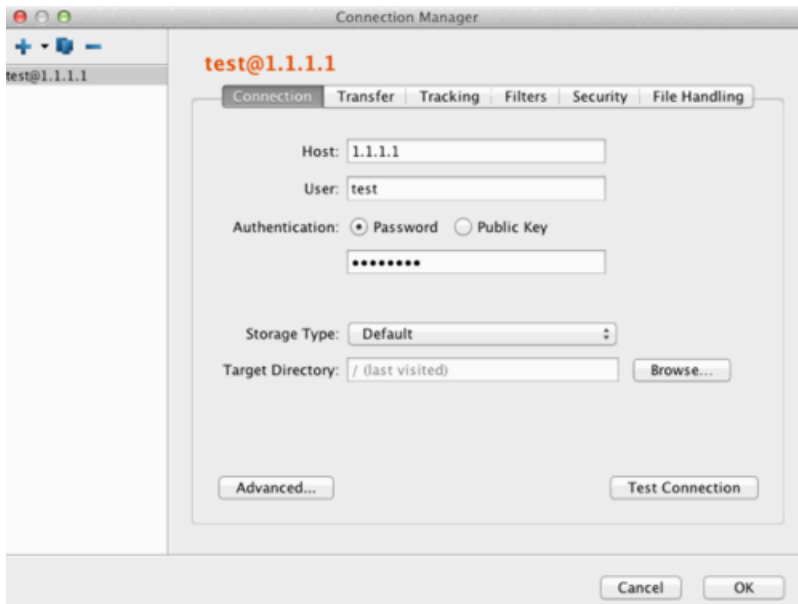 Connection Manager
test@1.1.1.1
test@1.1.1.1
Connection Transfer Tracking Filters Security File Handling
Host: 1.1.1.1
User: test
Authentication: Password Public Key
••••••••
Storage Type: Default
Target Directory: / (last visited) Browse...
Advanced... Test Connection
Cancel OK